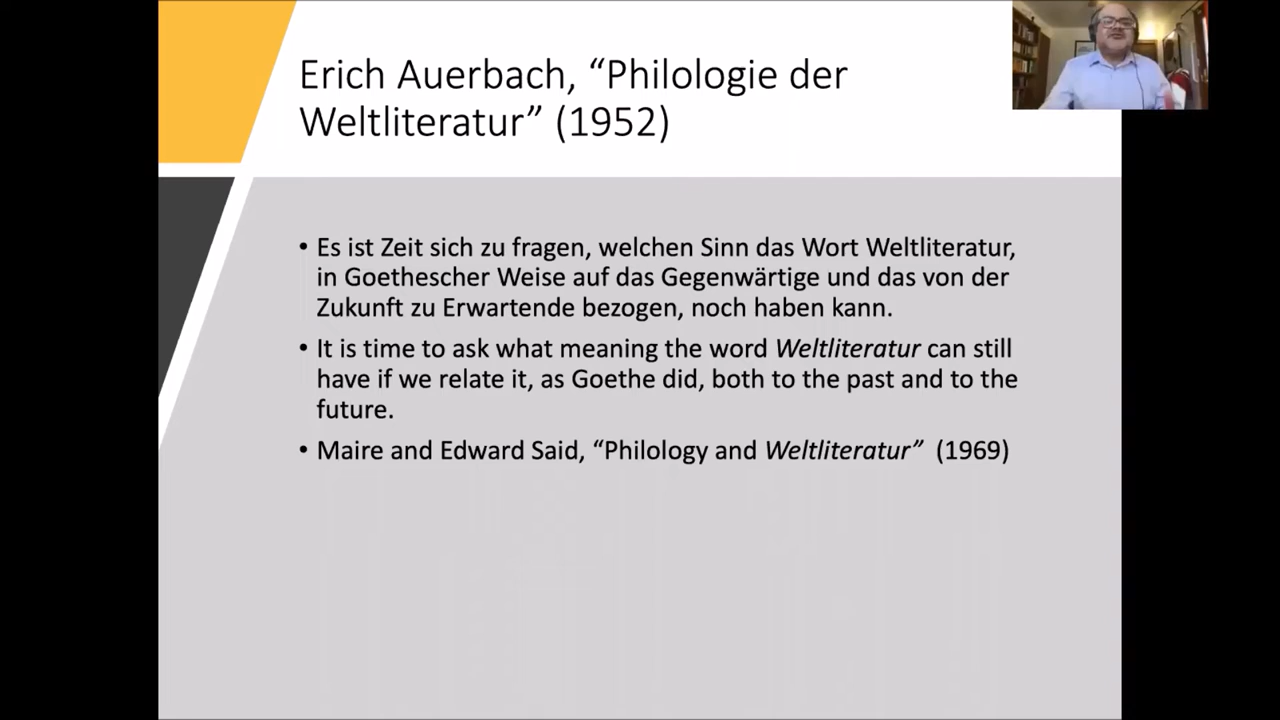 Erich Auerbach, “Philologie der
Weltliteratur” (1952)
• Es ist Zeit sich zu fragen, welchen Sinn das Wort Weltliteratur,
in Goethescher Weise auf das Gegenwärtige und das von der
Zukunft zu Erwartende bezogen, noch haben kann.
• It is time to ask what meaning the word Weltliteratur can still
have if we relate it, as Goethe did, both to the past and to the
future.
• Maire and Edward Said, “Philology and Weltliteratur” (1969)